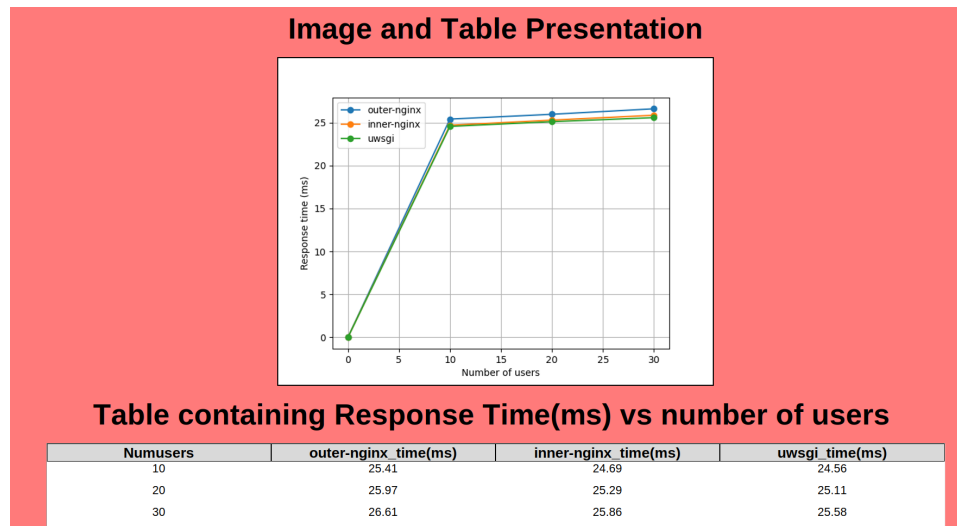 Image and Table Presentation
outer-nginx
inner-nginx
uwsgi
Response time (ms)
25
20
15
10
5
0
0 5 10 15 20 25 30
Number of users
Table containing Response Time(ms) vs number of users
Numusers outer-nginx_time(ms) inner-nginx_time(ms) uwsgi_time(ms)
10 25.41 24.69 24.56
20 25.97 25.29 25.11
30 26.61 25.86 25.58